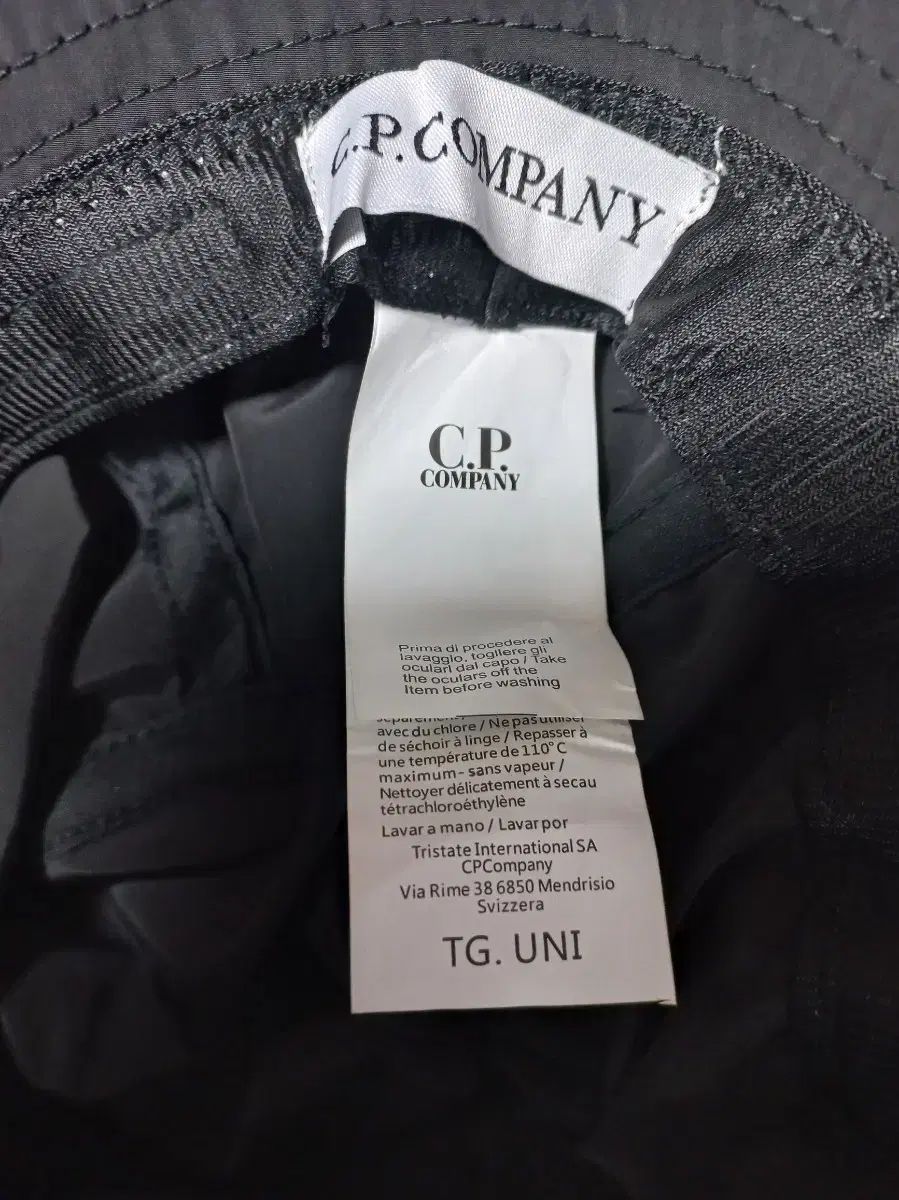 C.P. COMPANY
C.P.
COMPANY
Prima di procedere al
lavaggio, togliere gli
oculari dal capo / Take
the oculars off the
Item before washing
avec du chlore / Ne pas utiliser
de séchoir à linge / Repasser à
une température de 110°C
maximum- sans vapeur /
Nettoyer délicatement à secau
tétrachloroéthylène
Lavar a mano / Lavar por
Tristate International SA
CPCompany
Via Rime 38 6850 Mendrisio
Svizzera
TG. UNI